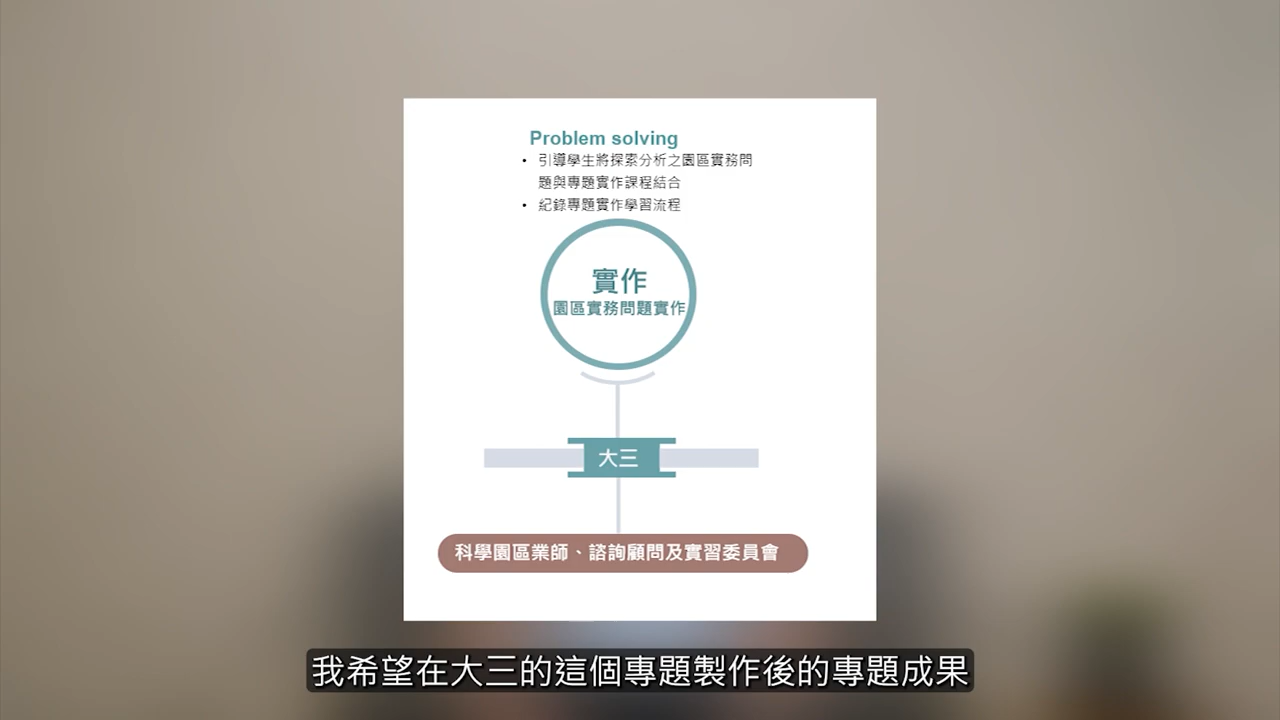 Problem solving
• 引導學生將探索分析之園區實務問
題與專題實作課程結合
• 紀錄專題實作學習流程
實作
園區實務問題實作
大三
科學園區業師、諮詢顧問及實習委員會
我希望在大三的這個專題製作後的專題成果